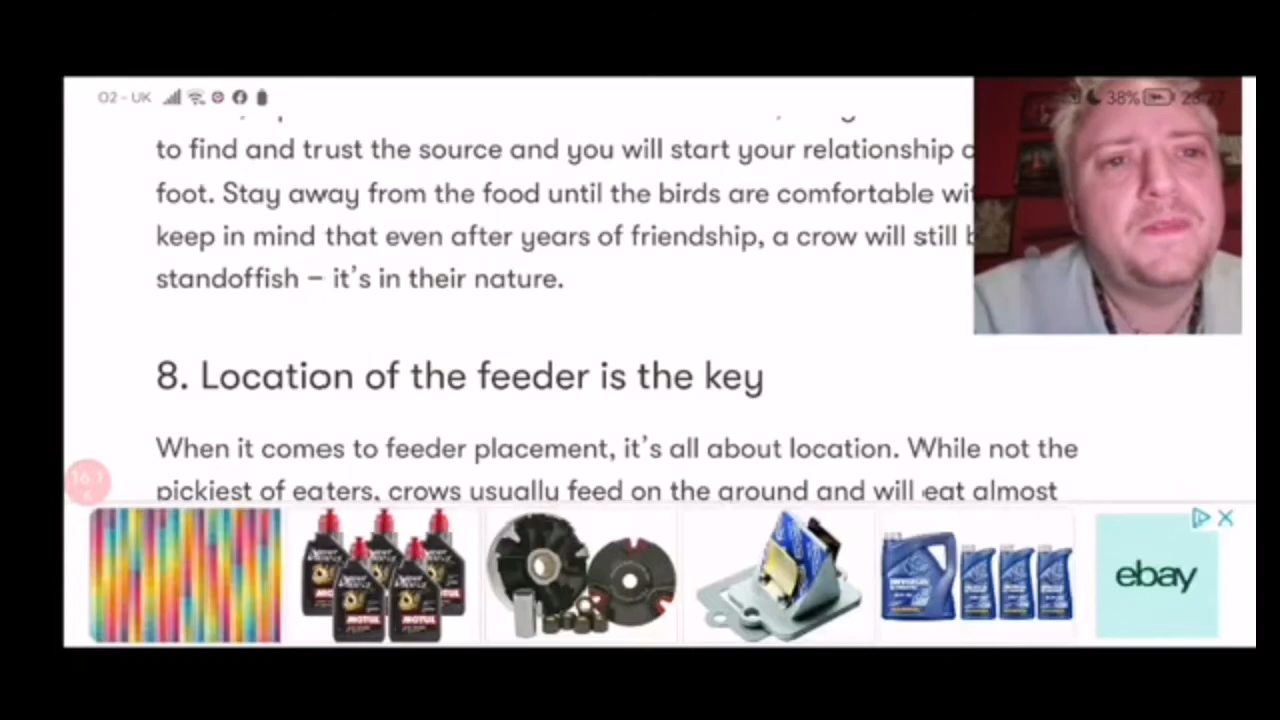 O2 - UK
38%
to find and trust the source and you will start your relationship
foot. Stay away from the food until the birds are comfortable
keep in mind that even after years of friendship, a crow will still
standoffish – it's in their nature.
8. Location of the feeder is the key
When it comes to feeder placement, it's all about location. While not the
pickiest of eaters, crows usually feed on the ground and will eat almost
MOTUL
MOTUL
MOTUL
ebay